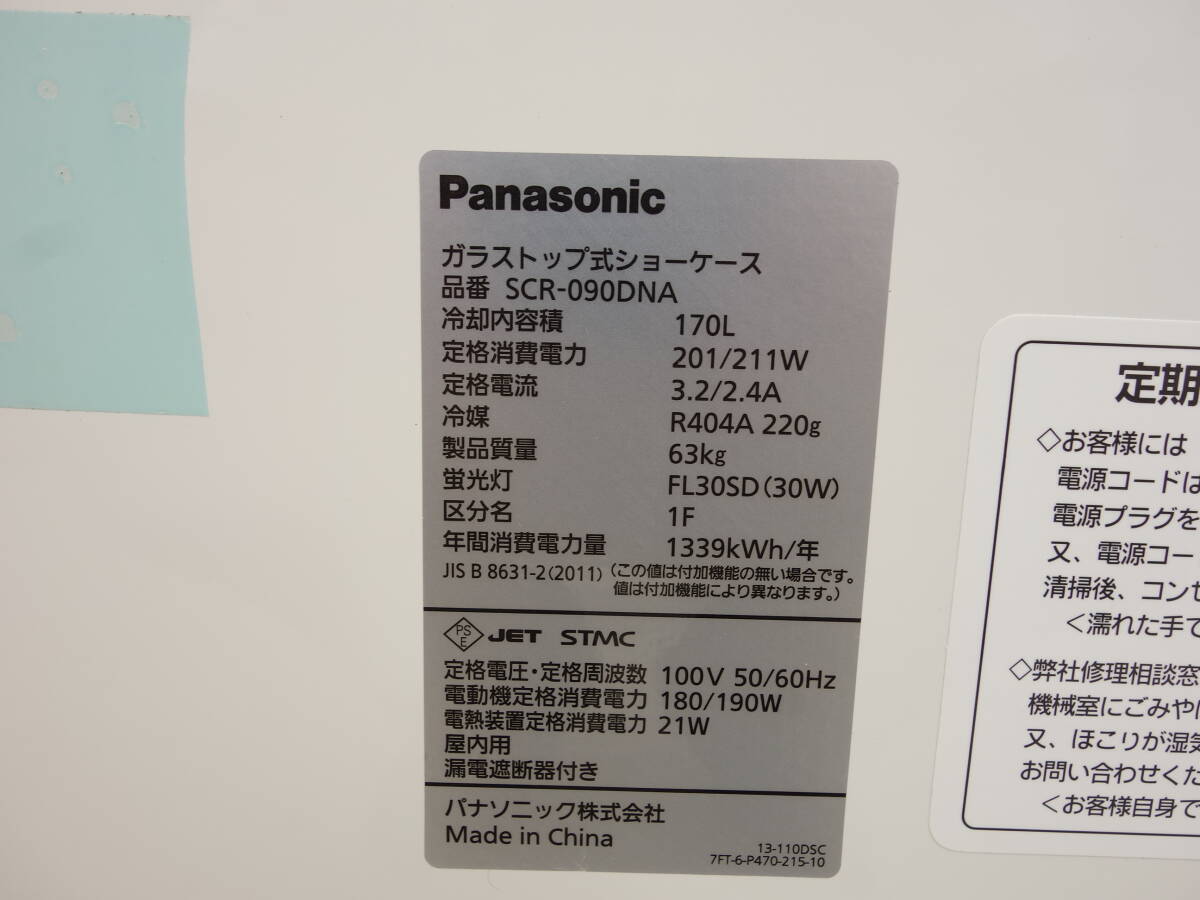 Panasonic
ガラストップ式ショーケース
品番 SCR-090DNA
冷却内容積 170L
定格消費電力 201/211W
定格電流 3.2/2.4A
冷媒 R404A 220g
製品質量 63kg
蛍光灯 FL30SD(30W)
区分名 1F
年間消費電力量 1339kWh/年
JIS B 8631-2(2011) (この値は付加機能の無い場合です。
値は付加機能により異なります。)
PS
E
JET STMC
定格電圧・定格周波数 100V 50/60Hz
電動機定格消費電力 180/190W
電熱装置定格消費電力 21W
屋内用
漏電遮断器付き
パナソニック株式会社
Made in China
13-110DSC
7FT-6-P470-215-10
定期
◇お客様には
電源コードは
電源プラグを
又、電源コー
清掃後、コンセ
＜濡れた手で
◇弊社修理相談窓
機械室にごみや
又、ほこりが湿気
お問い合わせくだ
＜お客様自身で